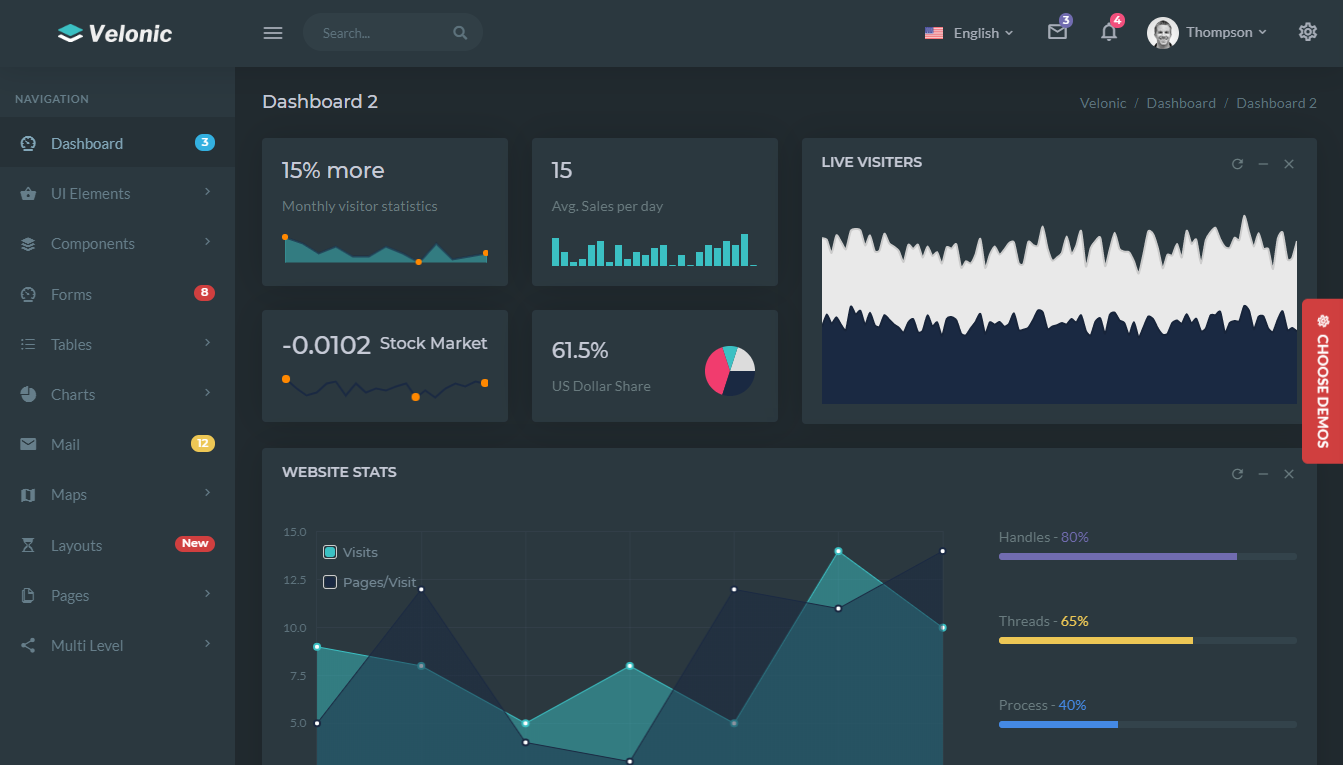 Velonic
Search...
English
3
4
Thompson
NAVIGATION
Dashboard 3
UI Elements
Components
Forms 8
Tables
Charts
Mail 12
Maps
Layouts New
Pages
Multi Level
Dashboard 2
Velonic / Dashboard / Dashboard 2
15% more
Monthly visitor statistics
15
Avg. Sales per day
LIVE VISITERS
-0.0102 Stock Market
61.5%
US Dollar Share
CHOOSE DEMOS
WEBSITE STATS
15.0
12.5
10.0
7.5
5.0
Visits
Pages/Visit
Handles - 80%
Threads - 65%
Process - 40%